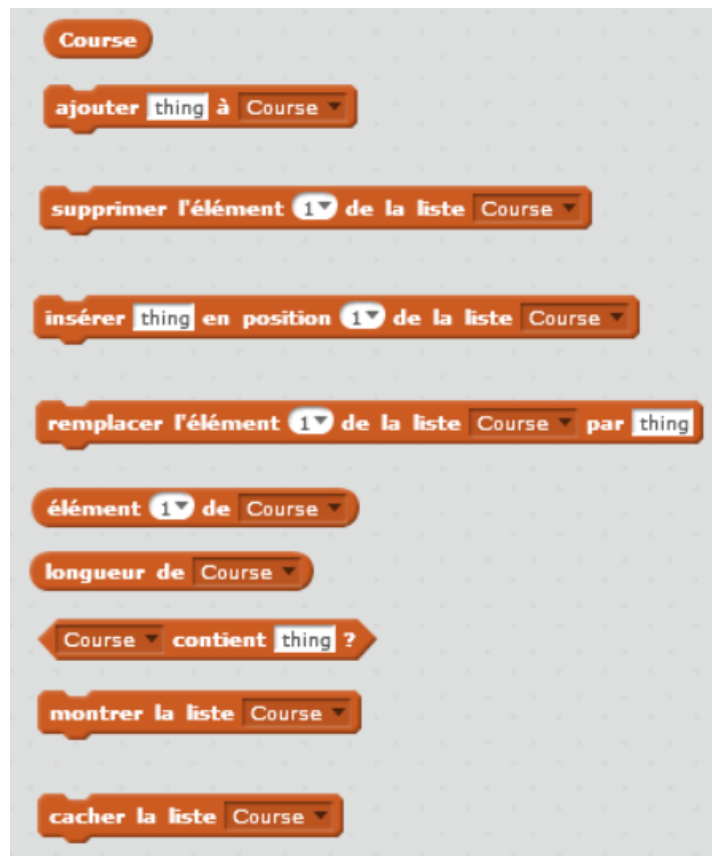 Course
ajouter thing à Course
supprimer l'élément 1 de la liste Course
insérer thing en position 1 de la liste Course
remplacer l'élément 1 de la liste Course par thing
élément 1 de Course
longueur de Course
Course contient thing ?
montrer la liste Course
cacher la liste Course